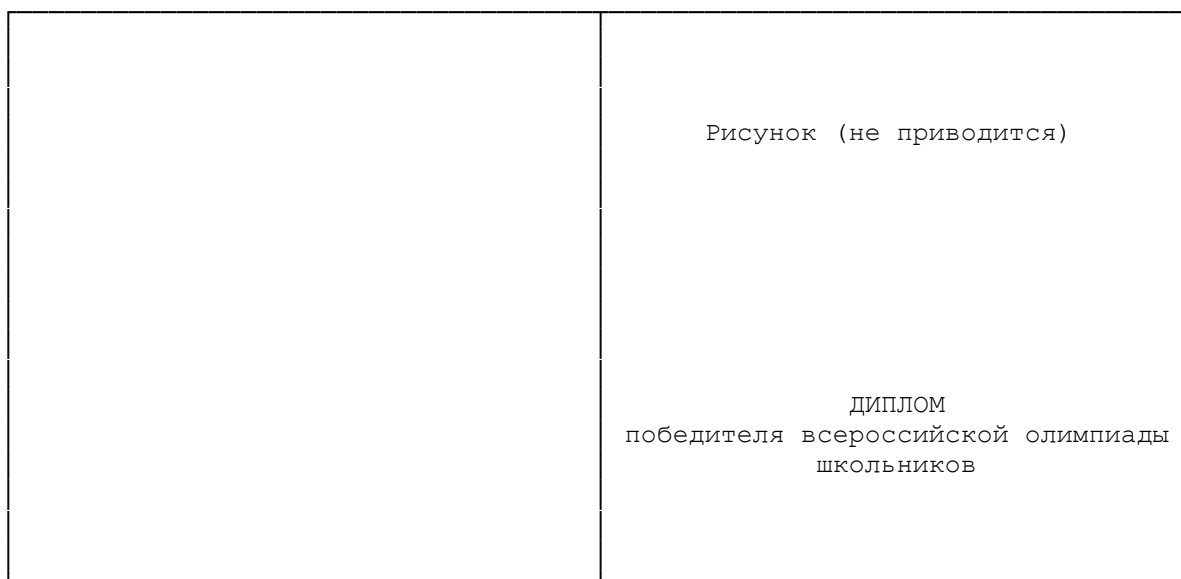 Рисунок (не приводится)
ДИПЛОМ
победителя всероссийской олимпиады
школьников